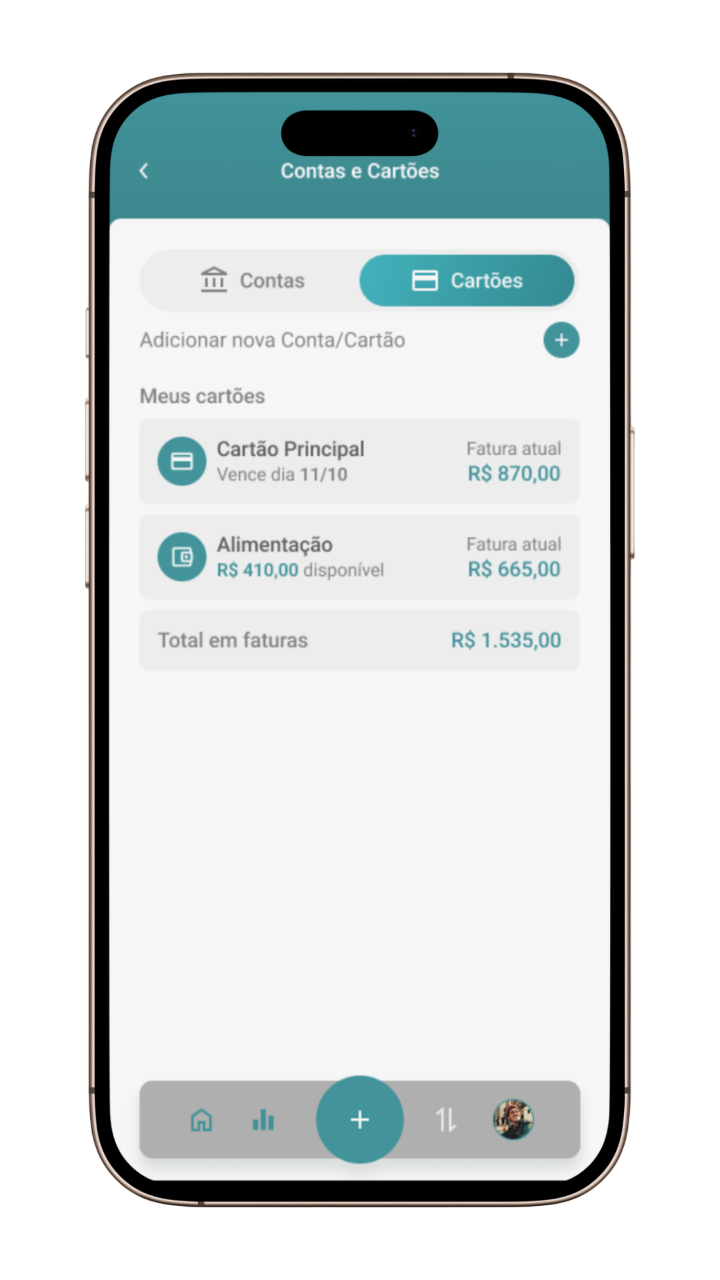 Contas e Cartões
Contas
Cartões
Adicionar nova Conta/Cartão
+
Meus cartões
Cartão Principal
Fatura atual
Vence dia 11/10
R$ 870,00
Alimentação
Fatura atual
R$ 410,00 disponível
R$ 665,00
Total em faturas
R$ 1.535,00
+